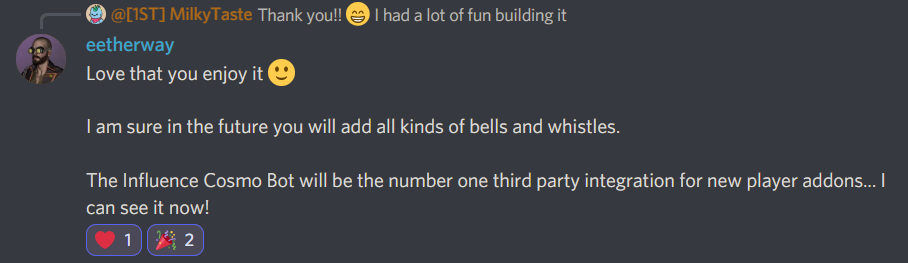 @[1ST] MilkyTaste Thank you!! 😁 I had a lot of fun building it
eetherway
Love that you enjoy it 🙂
I am sure in the future you will add all kinds of bells and whistles.
The Influence Cosmo Bot will be the number one third party integration for new player addons... I
can see it now!
❤️ 1 🎉 2